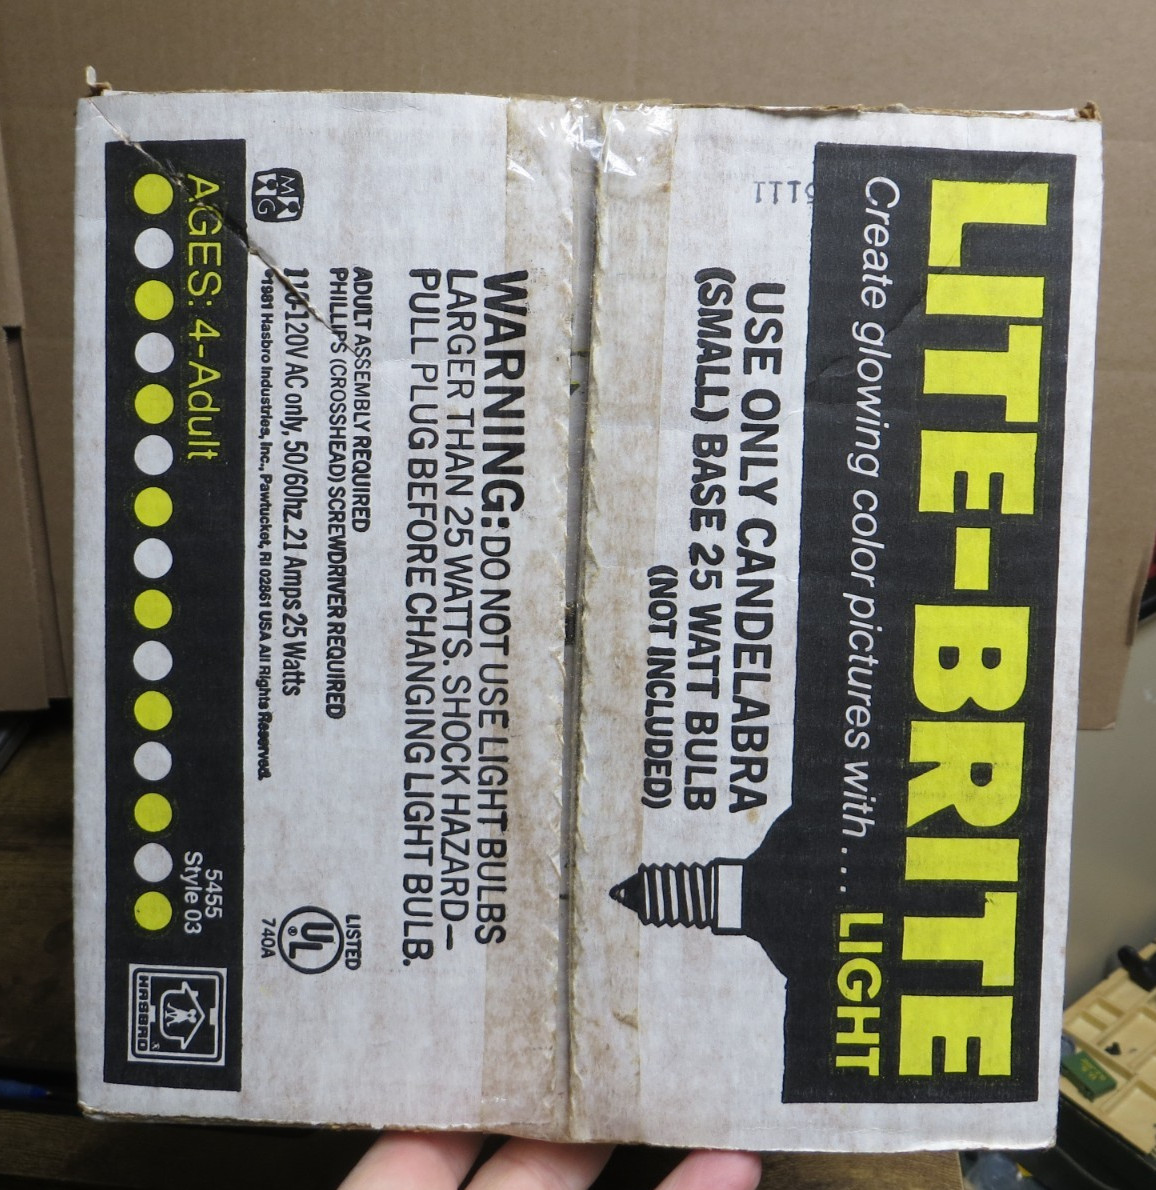 LITE-BRITE
Create glowing color pictures with... LIGHT
USE ONLY CANDELABRA
(SMALL) BASE 25 WATT BULB
(NOT INCLUDED)
WARNING: DO NOT USE LIGHT BULBS
LARGER THAN 25 WATTS. SHOCK HAZARD—
PULL PLUG BEFORE CHANGING LIGHT BULB.
ADULT ASSEMBLY REQUIRED
PHILLIPS (CROSSHEAD) SCREWDRIVER REQUIRED
110-120V AC only, 50/60hz .21 Amps 25 Watts
©1981 Hasbro Industries, Inc., Pawtucket, RI 02861 USA All Rights Reserved.
LISTED
UL®
740A
MG
AGES: 4-Adult
5455
Style 03
HASBRO